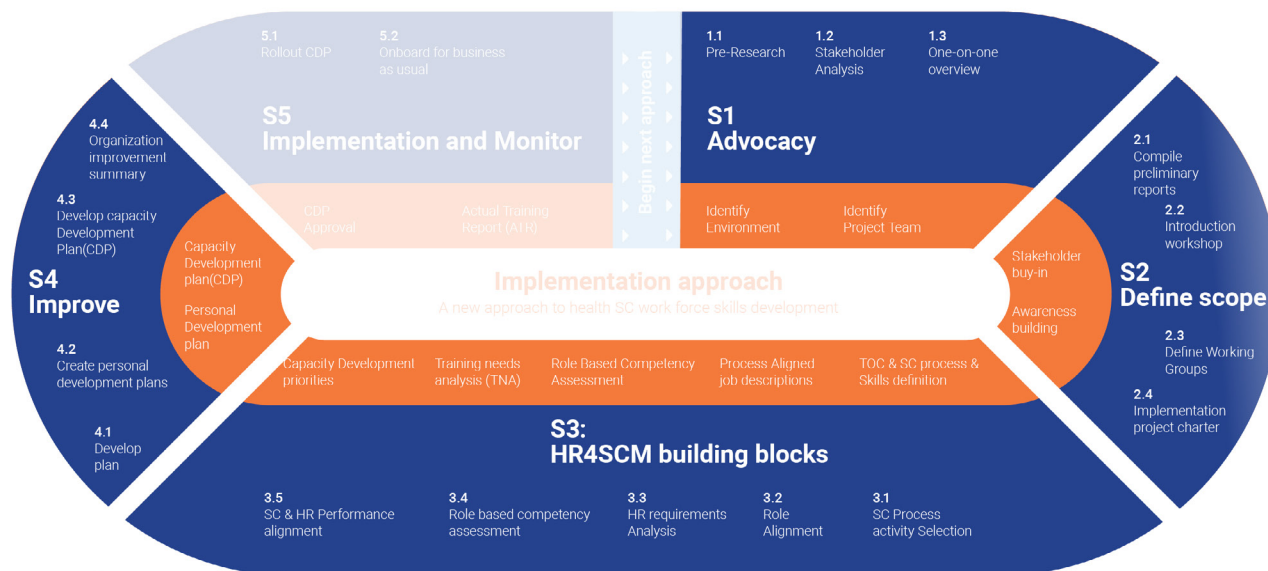 5.1
Rollout CDP
5.2
Onboard for business
as usual
S5
Implementation and Monitor
CDP
Approval
Actual Training
Report (ATR)
Begin next approach
1.1
Pre-Research
1.2
Stakeholder
Analysis
1.3
One-on-one
overview
S1
Advocacy
Identify
Environment
Identify
Project Team
2.1
Compile
preliminary
reports
2.2
Introduction
workshop
S2
Define scope
2.3
Define Working
Groups
2.4
Implementation
project charter
Stakeholder
buy-in
Awareness
building
Implementation approach
A new approach to health SC work force skills development
Capacity Development
priorities
Training needs
analysis (TNA)
Role Based Competency
Assessment
Process Aligned
job descriptions
TOC & SC process &
Skills definition
S3:
HR4SCM building blocks
3.5
SC & HR Performance
alignment
3.4
Role based competency
assessment
3.3
HR requirements
Analysis
3.2
Role
Alignment
3.1
SC Process
activity Selection
4.4
Organization
improvement
summary
4.3
Develop capacity
Development
Plan(CDP)
S4
Improve
4.2
Create personal
development plans
4.1
Develop
plan
Capacity
Development
plan(CDP)
Personal
Development
plan